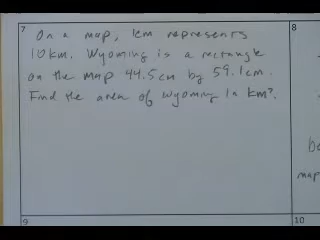 7
On a map, 1cm represents
10km. Wyoming is a rectangle
on the map 44.5cm by 59.1cm.
Find the area of Wyoming in km².
8
map
9
10